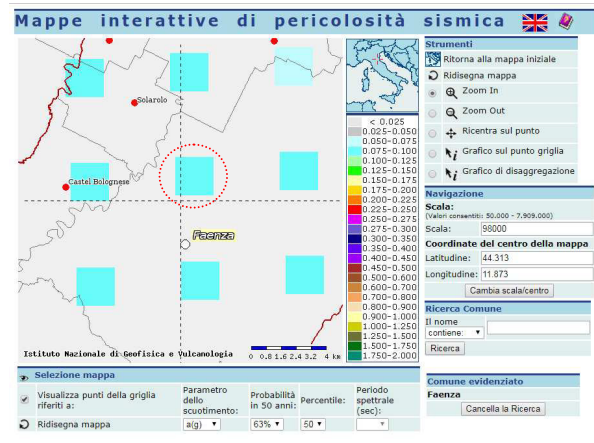 Mappe interattive di pericolosità sismica
Solarolo
Castel Bolognese
Faenza
Istituto Nazionale di Geofisica e Vulcanologia
0 0.8 1.6 2.4 3.2 4 km
< 0.025
0.025-0.050
0.050-0.075
0.075-0.100
0.100-0.125
0.125-0.150
0.150-0.175
0.175-0.200
0.200-0.225
0.225-0.250
0.250-0.275
0.275-0.300
0.300-0.350
0.350-0.400
0.400-0.450
0.450-0.500
0.500-0.600
0.600-0.700
0.700-0.800
0.800-0.900
0.900-1.000
1.000-1.250
1.250-1.500
1.500-1.750
1.750-2.000
Strumenti
Ritorna alla mappa iniziale
Ridisegna mappa
Zoom In
Zoom Out
Ricentra sul punto
Grafico sul punto griglia
Grafico di disaggregazione
Navigazione
Scala:
(Valori consentiti: 50.000 - 7.909.000)
Scala: 98000
Coordinate del centro della mappa
Latitudine: 44.313
Longitudine: 11.873
Cambia scala/centro
Ricerca Comune
Il nome
contiene:
Ricerca
Comune evidenziato
Faenza
Cancella la Ricerca
Selezione mappa
Visualizza punti della griglia
riferiti a:
Parametro
dello
scuotimento:
Probabilità
in 50 anni:
Percentile:
Periodo
spettrale
(sec):
Ridisegna mappa
a(g)
63%
50